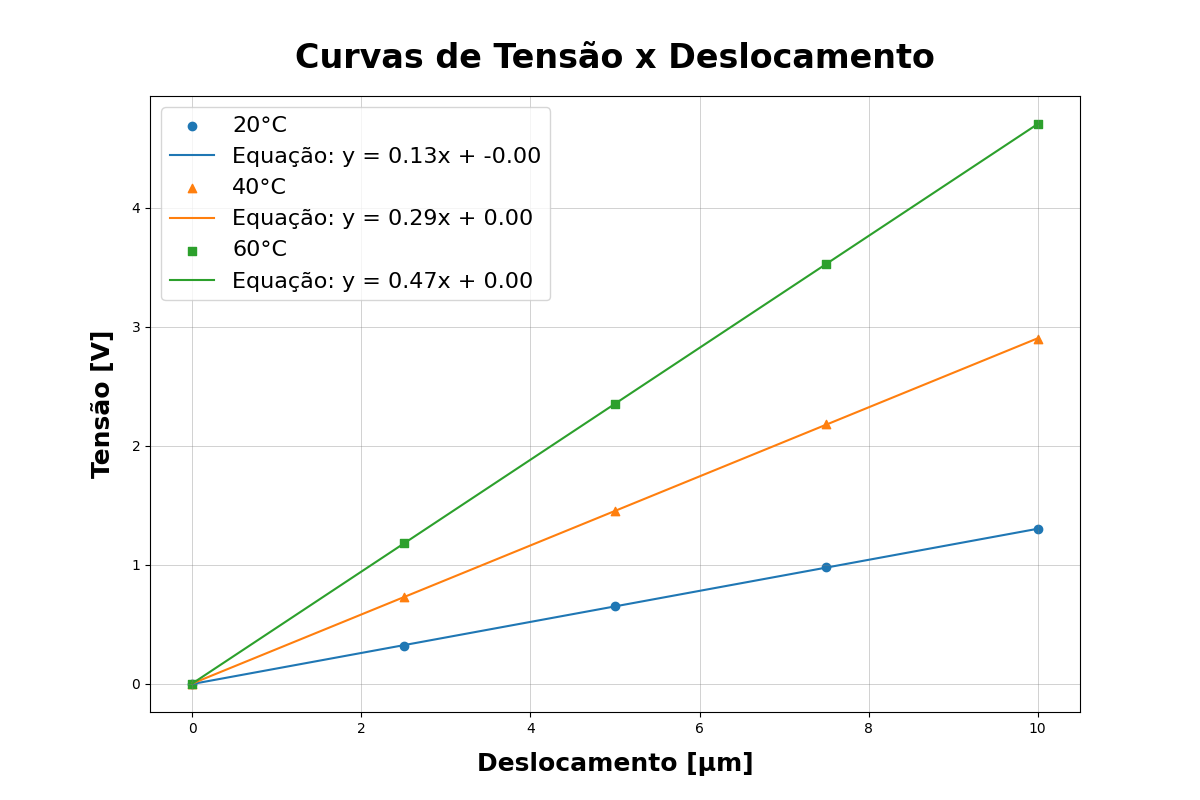 Curvas de Tensão x Deslocamento
20°C
Equação: y = 0.13x + -0.00
40°C
Equação: y = 0.29x + 0.00
60°C
Equação: y = 0.47x + 0.00
Tensão [V]
4
3
2
1
0
0 2 4 6 8 10
Deslocamento [μm]